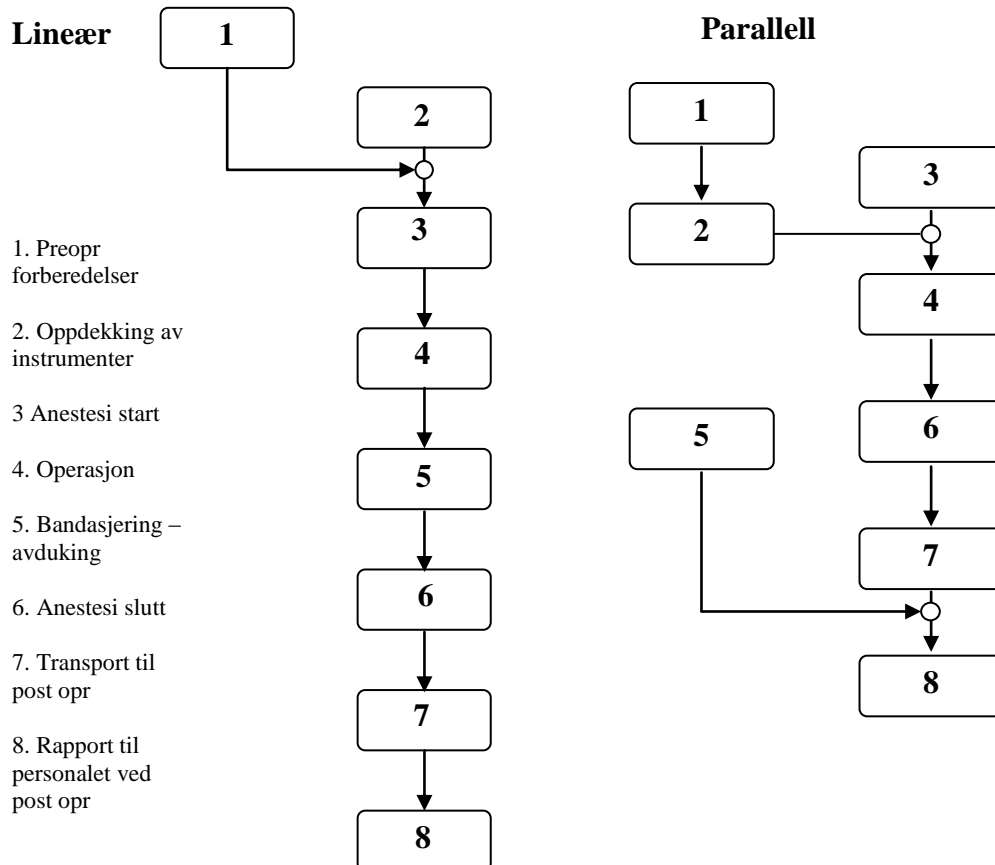 Lineær
1
2
3
4
5
6
7
8
1. Preopr
forberedelser
2. Oppdekking av
instrumenter
3 Anestesi start
4. Operasjon
5. Bandasjering –
avduking
6. Anestesi slutt
7. Transport til
post opr
8. Rapport til
personalet ved
post opr
Parallell
1
3
2
4
6
5
7
8